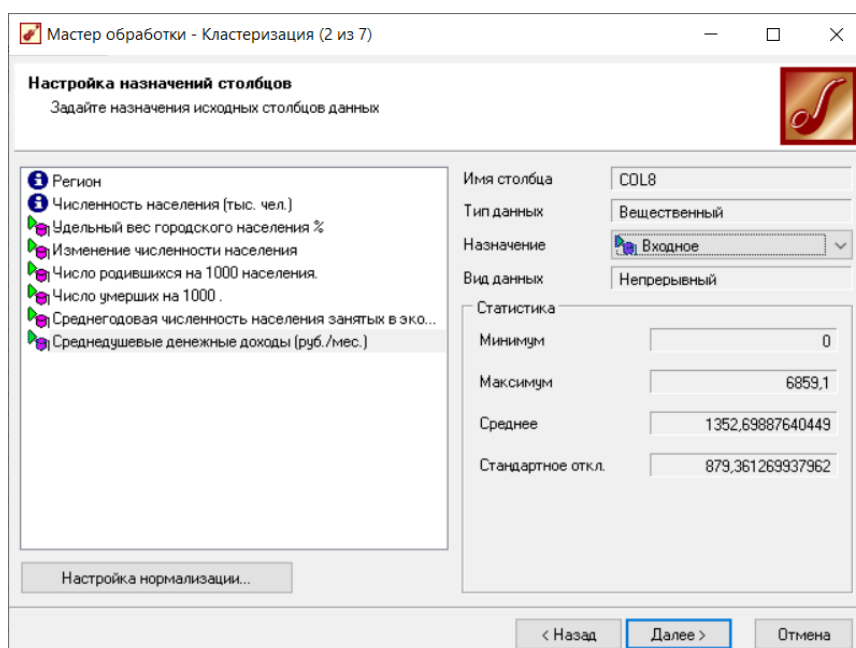 Мастер обработки - Кластеризация (2 из 7)
Настройка назначений столбцов
Задайте назначения исходных столбцов данных
Регион
Численность населения (тыс. чел.)
Удельный вес городского населения %
Изменение численности населения
Число родившихся на 1000 населения.
Число умерших на 1000 .
Среднегодовая численность населения занятых в эко...
Среднедушевые денежные доходы (руб./мес.)
Настройка нормализации...
Имя столбца COL8
Тип данных Вещественный
Назначение Входное
Вид данных Непрерывный
Статистика
Минимум 0
Максимум 6859,1
Среднее 1352,69887640449
Стандартное откл. 879,361269937962
< Назад Далее > Отмена